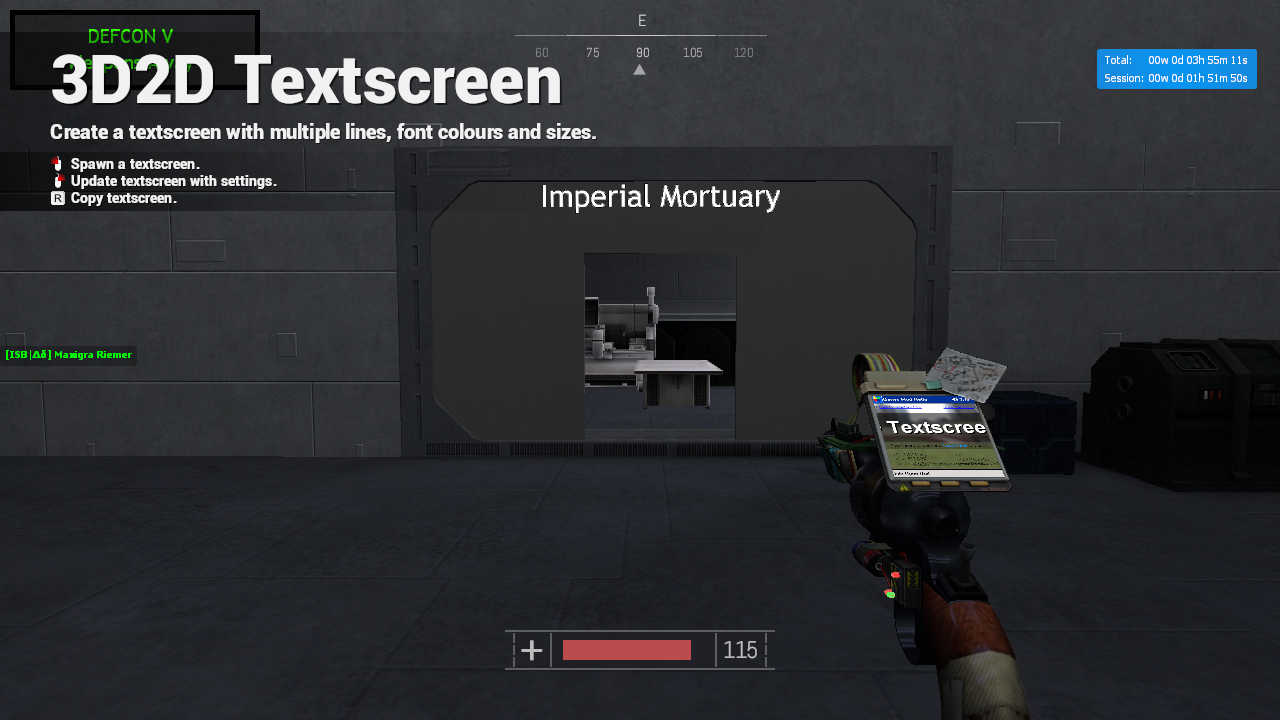 DEFCON V
3D2D Textscreen
Create a textscreen with multiple lines, font colours and sizes.
Spawn a textscreen.
Update textscreen with settings.
R Copy textscreen.
E
60 75 90 105 120
Total: 00w 0d 03h 55m 11s
Session: 00w 0d 01h 51m 50s
Imperial Mortuary
[ISB|Δδ] Maxigra Riemer
Textscree
115